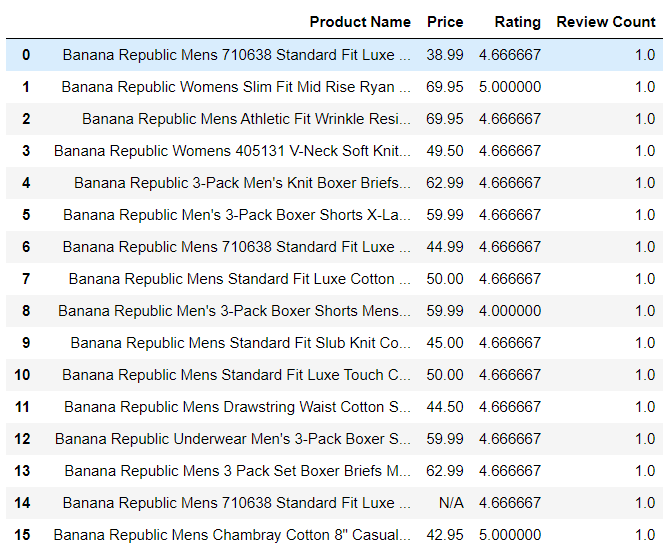 Product Name Price Rating Review Count
0 Banana Republic Mens 710638 Standard Fit Luxe ... 38.99 4.666667 1.0
1 Banana Republic Womens Slim Fit Mid Rise Ryan ... 69.95 5.000000 1.0
2 Banana Republic Mens Athletic Fit Wrinkle Resi... 69.95 4.666667 1.0
3 Banana Republic Womens 405131 V-Neck Soft Knit... 49.50 4.666667 1.0
4 Banana Republic 3-Pack Men's Knit Boxer Briefs... 62.99 4.666667 1.0
5 Banana Republic Men's 3-Pack Boxer Shorts X-La... 59.99 4.666667 1.0
6 Banana Republic Mens 710638 Standard Fit Luxe ... 44.99 4.666667 1.0
7 Banana Republic Mens Standard Fit Luxe Cotton ... 50.00 4.666667 1.0
8 Banana Republic Men's 3-Pack Boxer Shorts Mens... 59.99 4.000000 1.0
9 Banana Republic Mens Standard Fit Slub Knit Co... 45.00 4.666667 1.0
10 Banana Republic Mens Standard Fit Luxe Touch C... 50.00 4.666667 1.0
11 Banana Republic Mens Drawstring Waist Cotton S... 44.50 4.666667 1.0
12 Banana Republic Underwear Men's 3-Pack Boxer S... 59.99 4.666667 1.0
13 Banana Republic Mens 3 Pack Set Boxer Briefs M... 62.99 4.666667 1.0
14 Banana Republic Mens 710638 Standard Fit Luxe ... N/A 4.666667 1.0
15 Banana Republic Mens Chambray Cotton 8" Casual... 42.95 5.000000 1.0